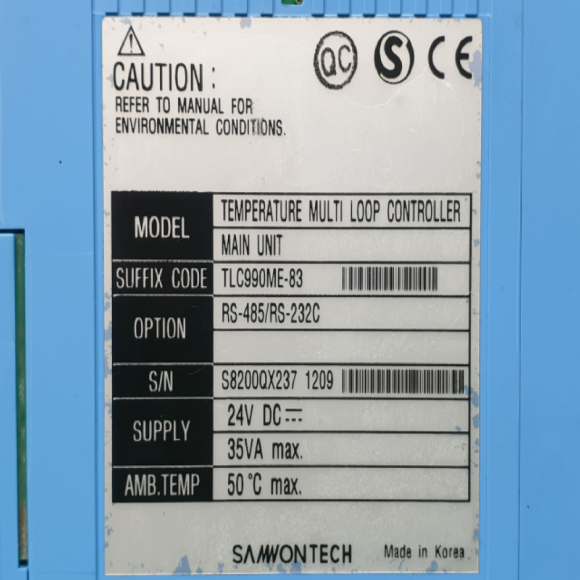 QC S CE
CAUTION :
REFER TO MANUAL FOR
ENVIRONMENTAL CONDITIONS.
MODEL TEMPERATURE MULTI LOOP CONTROLLER
MAIN UNIT
SUFFIX CODE TLC990ME-83
OPTION RS-485/RS-232C
S/N S8200QX237 1209
SUPPLY 24V DC ⎓
35VA max.
AMB.TEMP 50°C max.
SAMWONTECH Made in Korea